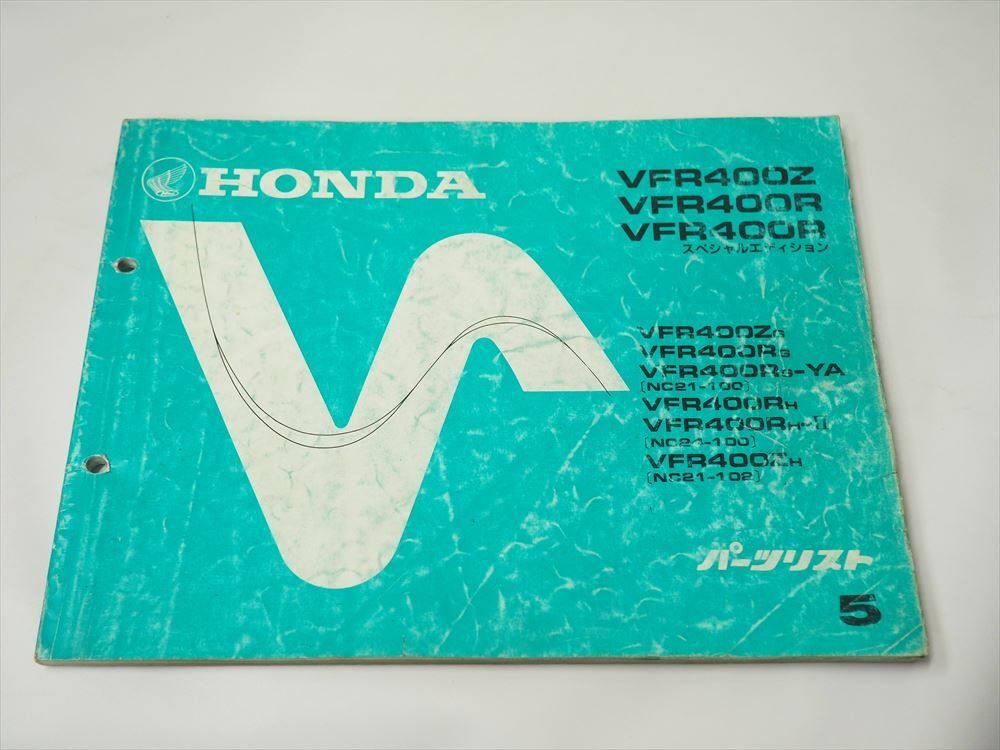 HONDA
VFR400Z
VFR400R
VFR400R
スペシャルエディション
VFR400ZG
VFR400RG
VFR400RG-YA
(NC21-100)
VFR400RH
VFR400RH-Ⅱ
(NC24-100)
VFR400ZH
(NC21-102)
パーツリスト
5